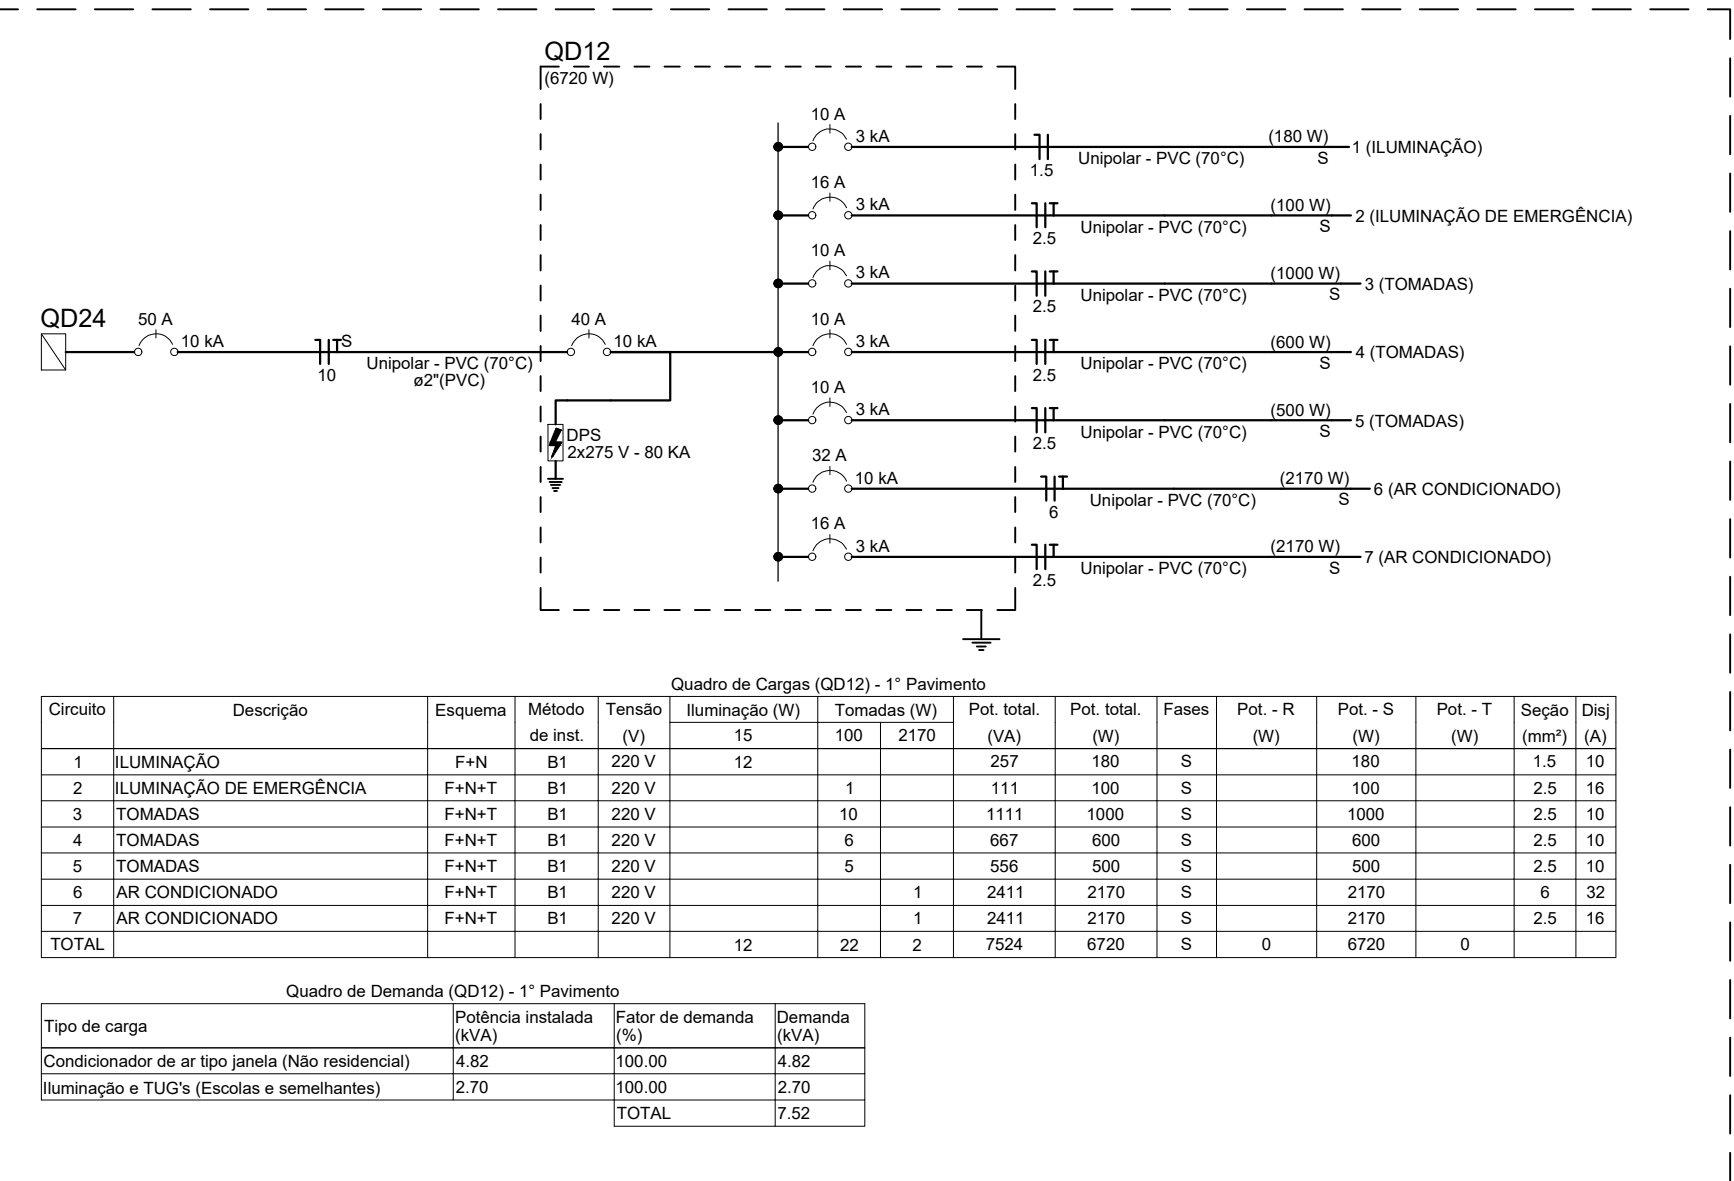 QD12
(6720 W)
10 A
3 kA
1.5
Unipolar - PVC (70°C)
(180 W)
S
1 (ILUMINAÇÃO)
16 A
3 kA
2.5
Unipolar - PVC (70°C)
(100 W)
S
2 (ILUMINAÇÃO DE EMERGÊNCIA)
10 A
3 kA
2.5
Unipolar - PVC (70°C)
(1000 W)
S
3 (TOMADAS)
QD24
50 A
10 kA
S
10
Unipolar - PVC (70°C)
ø2"(PVC)
40 A
10 kA
10 A
3 kA
2.5
Unipolar - PVC (70°C)
(600 W)
S
4 (TOMADAS)
DPS
2x275 V - 80 KA
10 A
3 kA
2.5
Unipolar - PVC (70°C)
(500 W)
S
5 (TOMADAS)
32 A
10 kA
6
Unipolar - PVC (70°C)
(2170 W)
S
6 (AR CONDICIONADO)
16 A
3 kA
2.5
Unipolar - PVC (70°C)
(2170 W)
S
7 (AR CONDICIONADO)
Quadro de Cargas (QD12) - 1° Pavimento
Circuito Descrição Esquema Método Tensão Iluminação (W) Tomadas (W) Pot. total. Pot. total. Fases Pot. - R Pot. - S Pot. - T Seção Disj
de inst. (V) 15 100 2170 (VA) (W) (W) (W) (W) (mm²) (A)
1 ILUMINAÇÃO F+N B1 220 V 12 257 180 S 180 1.5 10
2 ILUMINAÇÃO DE EMERGÊNCIA F+N+T B1 220 V 1 111 100 S 100 2.5 16
3 TOMADAS F+N+T B1 220 V 10 1111 1000 S 1000 2.5 10
4 TOMADAS F+N+T B1 220 V 6 667 600 S 600 2.5 10
5 TOMADAS F+N+T B1 220 V 5 556 500 S 500 2.5 10
6 AR CONDICIONADO F+N+T B1 220 V 1 2411 2170 S 2170 6 32
7 AR CONDICIONADO F+N+T B1 220 V 1 2411 2170 S 2170 2.5 16
TOTAL 12 22 2 7524 6720 S 0 6720 0
Quadro de Demanda (QD12) - 1° Pavimento
Tipo de carga Potência instalada (kVA) Fator de demanda (%) Demanda (kVA)
Condicionador de ar tipo janela (Não residencial) 4.82 100.00 4.82
Iluminação e TUG's (Escolas e semelhantes) 2.70 100.00 2.70
TOTAL 7.52